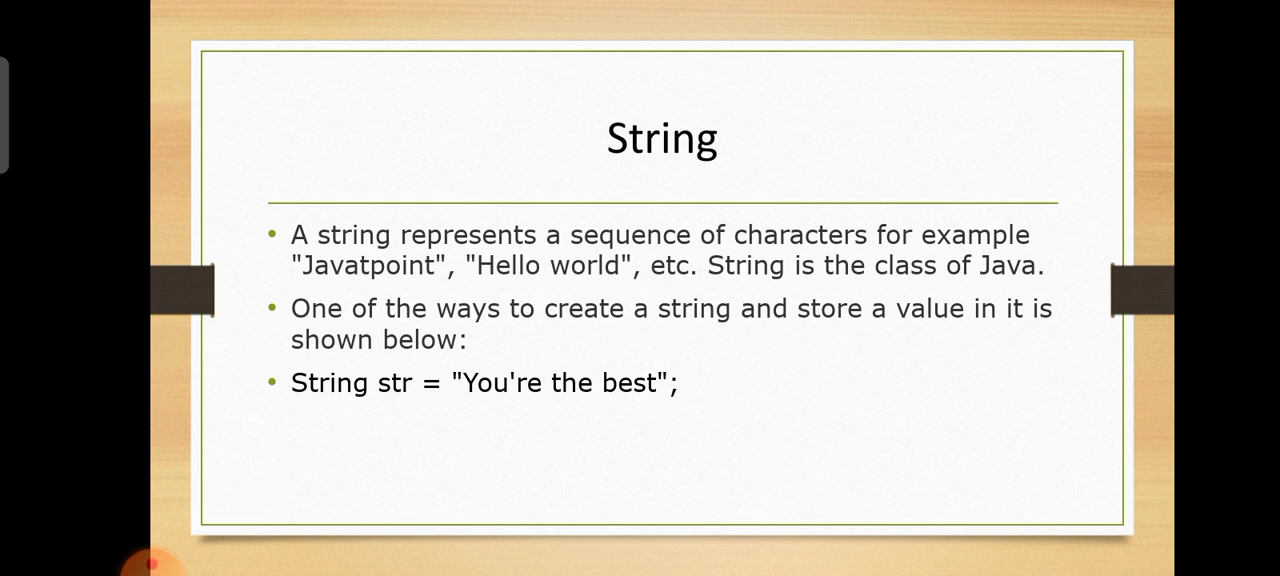 String
• A string represents a sequence of characters for example
"Javatpoint", "Hello world", etc. String is the class of Java.
• One of the ways to create a string and store a value in it is
shown below:
• String str = "You're the best";